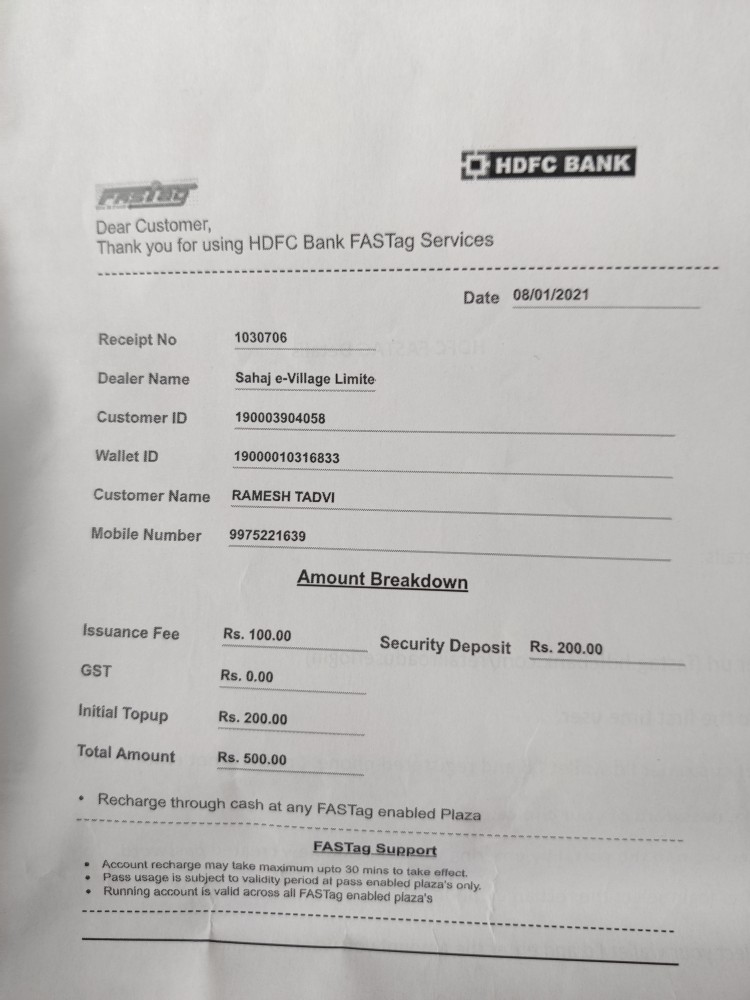 HDFC BANK
FASTag
Dear Customer,
Thank you for using HDFC Bank FASTag Services
Date 08/01/2021
Receipt No 1030706
Dealer Name Sahaj e-Village Limite
Customer ID 190003904058
Wallet ID 19000010316833
Customer Name RAMESH TADVI
Mobile Number 9975221639
Amount Breakdown
Issuance Fee Rs. 100.00 Security Deposit Rs. 200.00
GST Rs. 0.00
Initial Topup Rs. 200.00
Total Amount Rs. 500.00
• Recharge through cash at any FASTag enabled Plaza
FASTag Support
• Account recharge may take maximum upto 30 mins to take effect.
• Pass usage is subject to validity period at pass enabled plaza's only.
• Running account is valid across all FASTag enabled plaza's